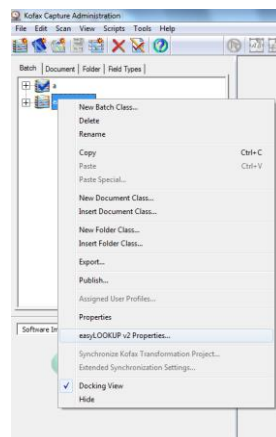 Kofax Capture Administration
File Edit Scan View Scripts Tools Help
Batch Document Folder Field Types
a
New Batch Class...
Delete
Rename
Copy Ctrl+C
Paste Ctrl+V
Paste Special...
New Document Class...
Insert Document Class...
New Folder Class...
Insert Folder Class...
Export...
Publish...
Assigned User Profiles...
Properties
easyLOOKUP v2 Properties...
Synchronize Kofax Transformation Project...
Extended Synchronization Settings...
Docking View
Hide
Software